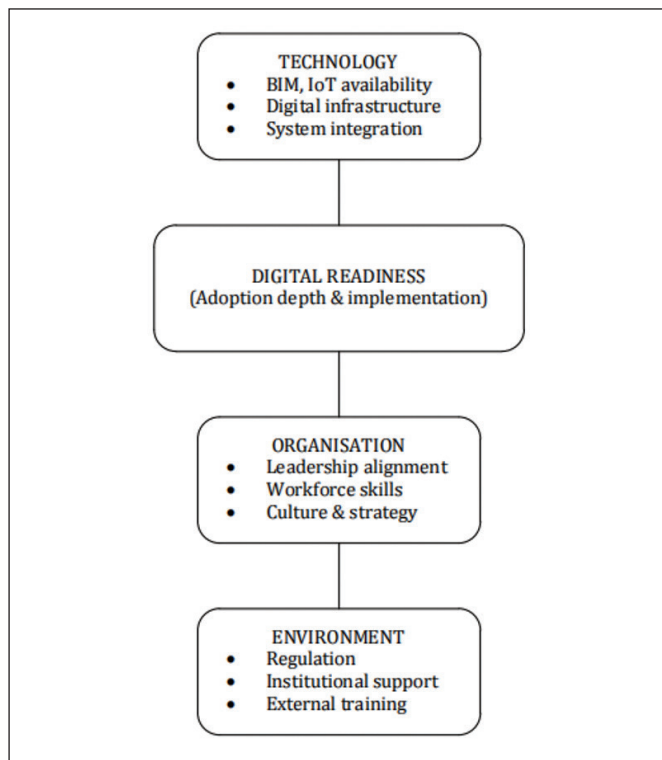 TECHNOLOGY
• BIM, IoT availability
• Digital infrastructure
• System integration
DIGITAL READINESS
(Adoption depth & implementation)
ORGANISATION
• Leadership alignment
• Workforce skills
• Culture & strategy
ENVIRONMENT
• Regulation
• Institutional support
• External training